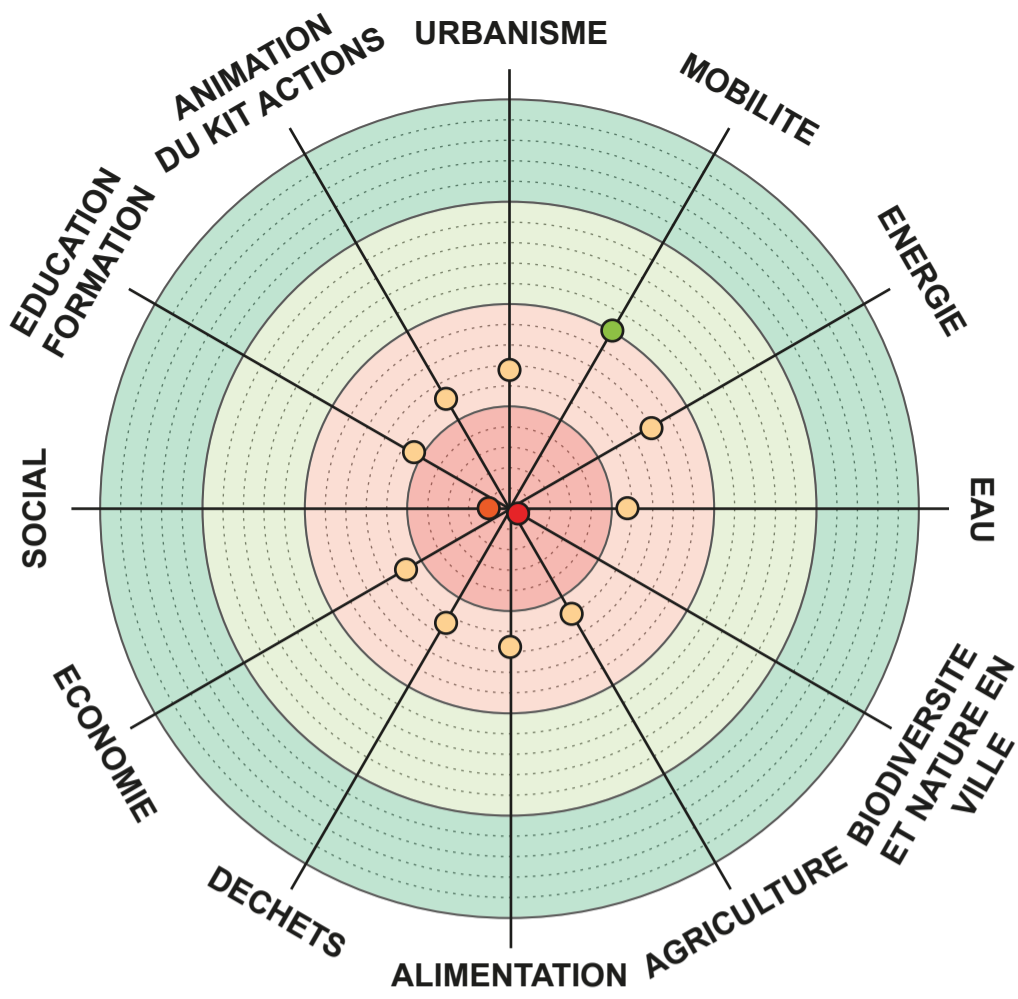 URBANISME
MOBILITE
ENERGIE
EAU
BIODIVERSITE
ET NATURE EN
VILLE
AGRICULTURE
ALIMENTATION
DECHETS
ECONOMIE
SOCIAL
EDUCATION
FORMATION
ANIMATION
DU KIT ACTIONS